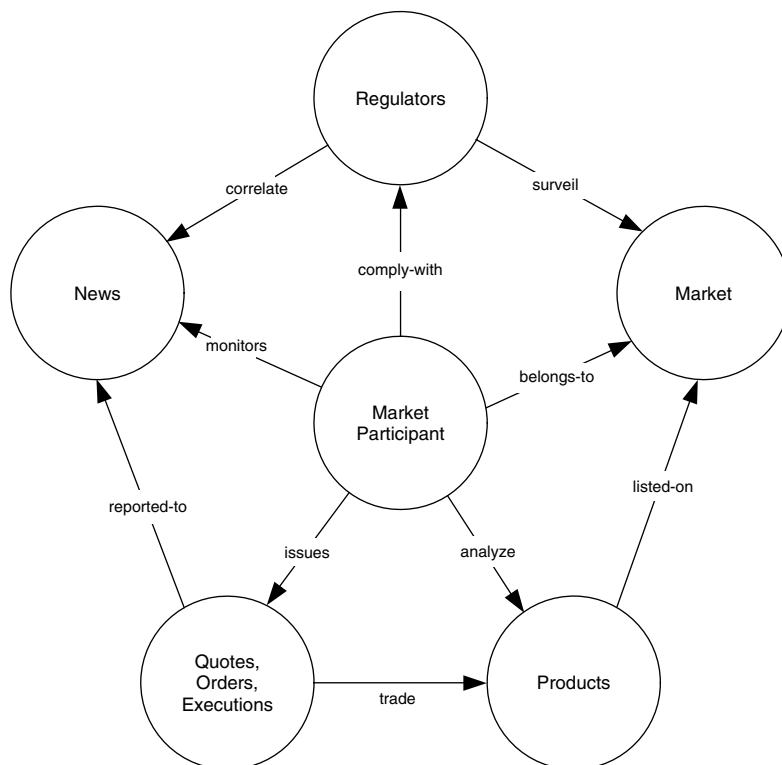 Regulators
correlate
surveil
comply-with
News
Market
monitors
belongs-to
Market
Participant
reported-to
listed-on
issues
analyze
Quotes,
Orders,
Executions
trade
Products